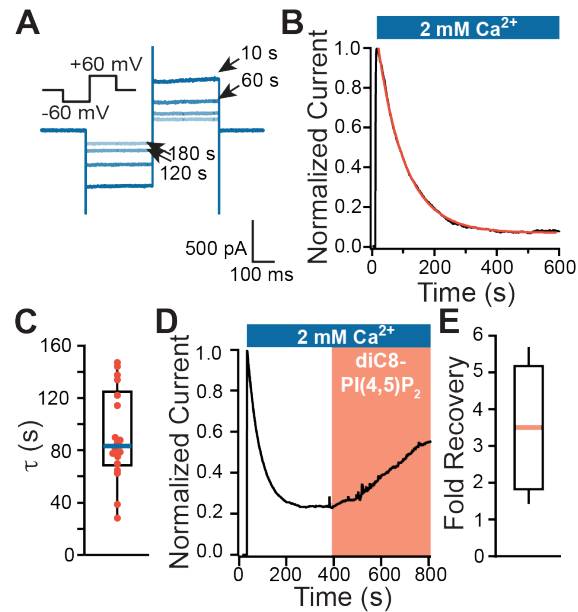 A
+60 mV
-60 mV
10 s
60 s
180 s
120 s
500 pA
100 ms
B
2 mM Ca²⁺
Normalized Current
1.0
0.8
0.6
0.4
0.2
0.0
0
200
400
600
Time (s)
C
τ (s)
160
120
80
40
0
D
2 mM Ca²⁺
diC8-
PI(4,5)P₂
Normalized Current
1.0
0.8
0.6
0.4
0.2
0.0
0
200
400
600
800
Time (s)
E
Fold Recovery
6
5
4
3
2
1
0